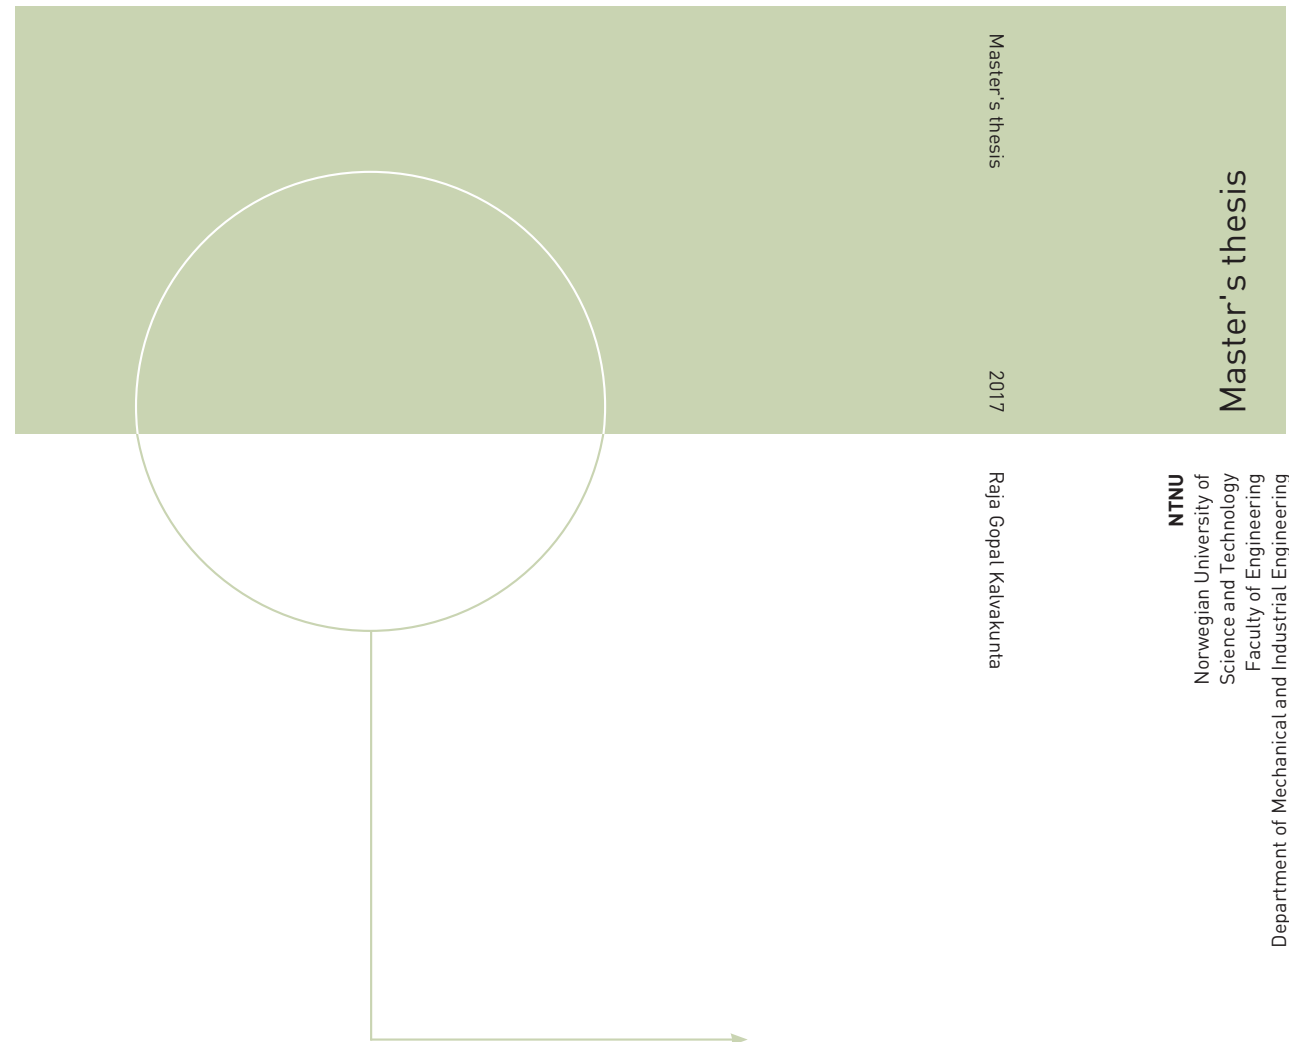 Master's thesis
2017
Raja Gopal Kalvakunta
Master's thesis
NTNU
Norwegian University of
Science and Technology
Faculty of Engineering
Department of Mechanical and Industrial Engineering